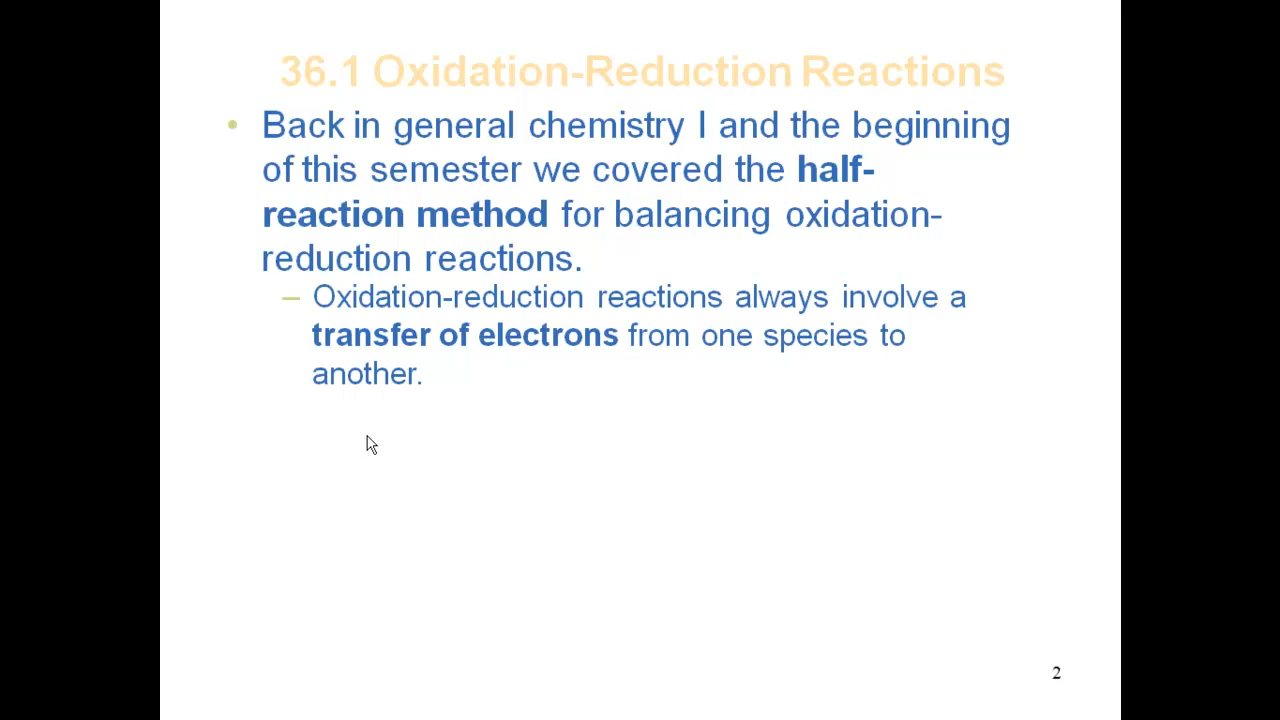 36.1 Oxidation-Reduction Reactions
• Back in general chemistry I and the beginning
of this semester we covered the half-
reaction method for balancing oxidation-
reduction reactions.
– Oxidation-reduction reactions always involve a
transfer of electrons from one species to
another.
2